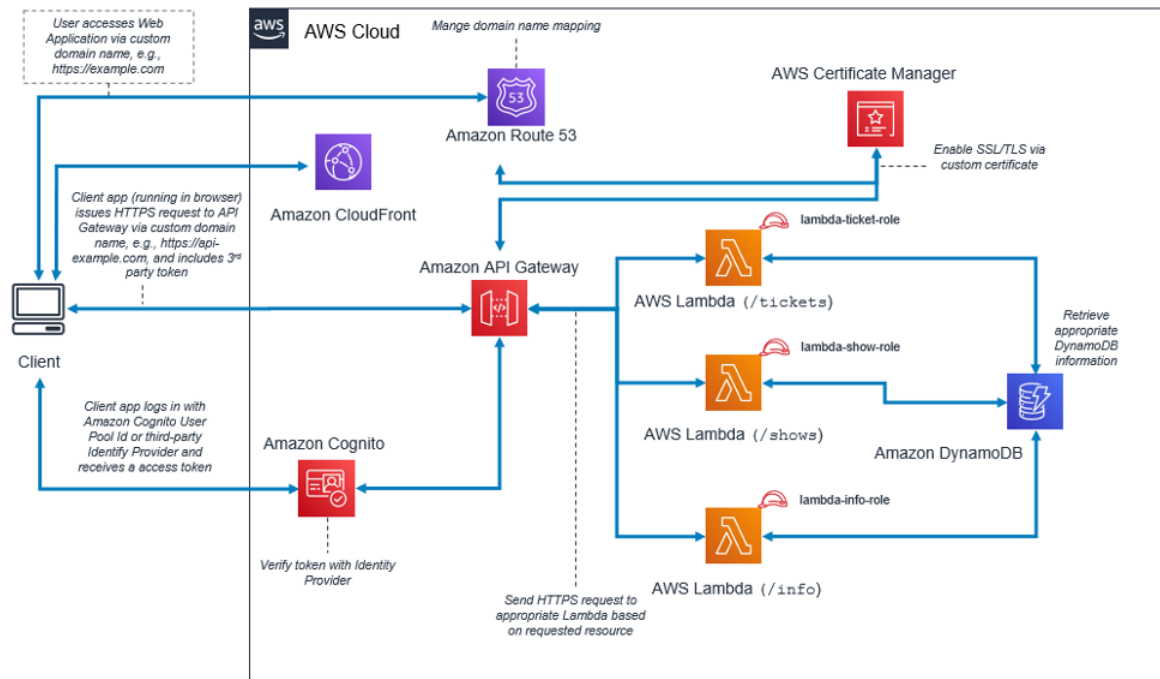 User accesses Web
Application via custom
domain name, e.g.,
https://example.com
aws
AWS Cloud
Mange domain name mapping
53
Amazon Route 53
AWS Certificate Manager
Enable SSL/TLS via
custom certificate
Amazon CloudFront
Client app (running in browser)
issues HTTPS request to API
Gateway via custom domain
name, e.g., https://api-
example.com, and includes 3rd
party token
Amazon API Gateway
lambda-ticket-role
AWS Lambda (/tickets)
Client
lambda-show-role
AWS Lambda (/shows)
Retrieve
appropriate
DynamoDB
information
Amazon DynamoDB
Client app logs in with
Amazon Cognito User
Pool Id or third-party
Identify Provider and
receives a access token
Amazon Cognito
Verify token with Identity
Provider
lambda-info-role
AWS Lambda (/info)
Send HTTPS request to
appropriate Lambda based
on requested resource